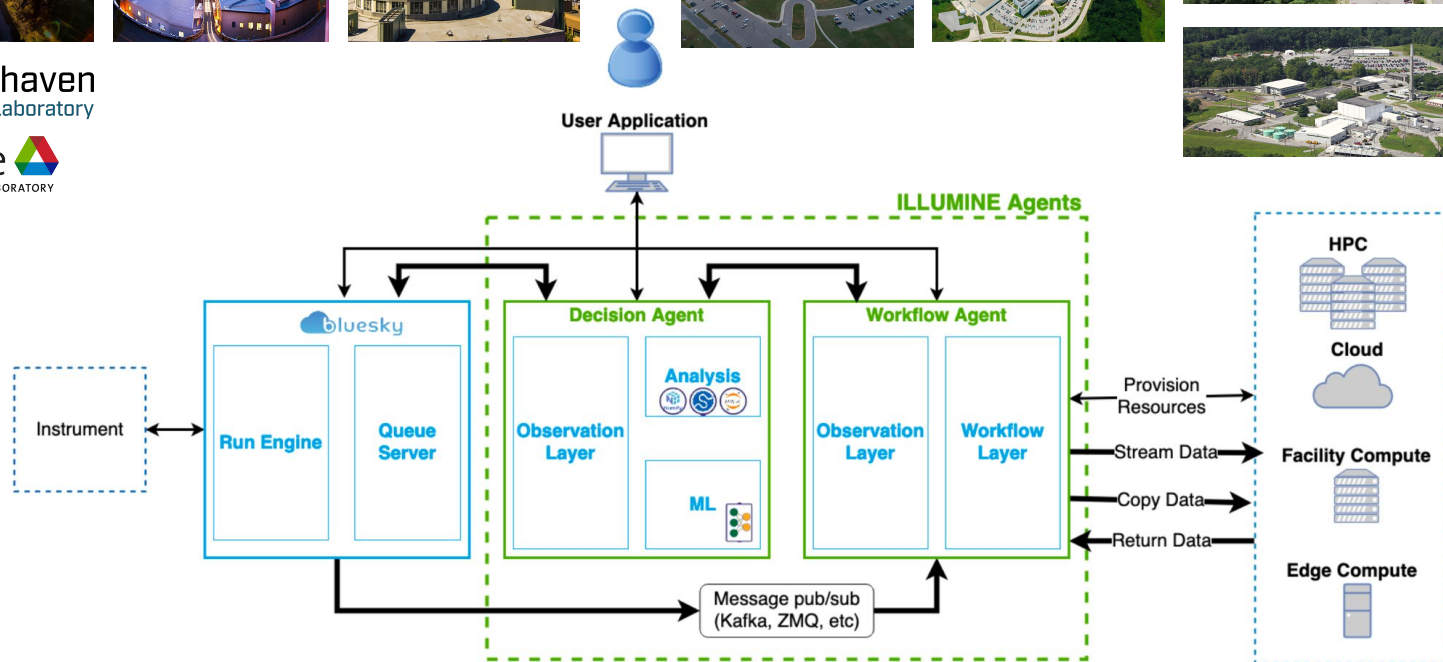 haven
Laboratory
e
BORATORY
User Application
ILLUMINE Agents
HPC
bluesky
Decision Agent
Workflow Agent
Cloud
Instrument
Run Engine
Queue
Server
Observation
Layer
Analysis
ML
Observation
Layer
Workflow
Layer
Provision
Resources
Stream Data
Copy Data
Return Data
Facility Compute
Edge Compute
Message pub/sub
(Kafka, ZMQ, etc)